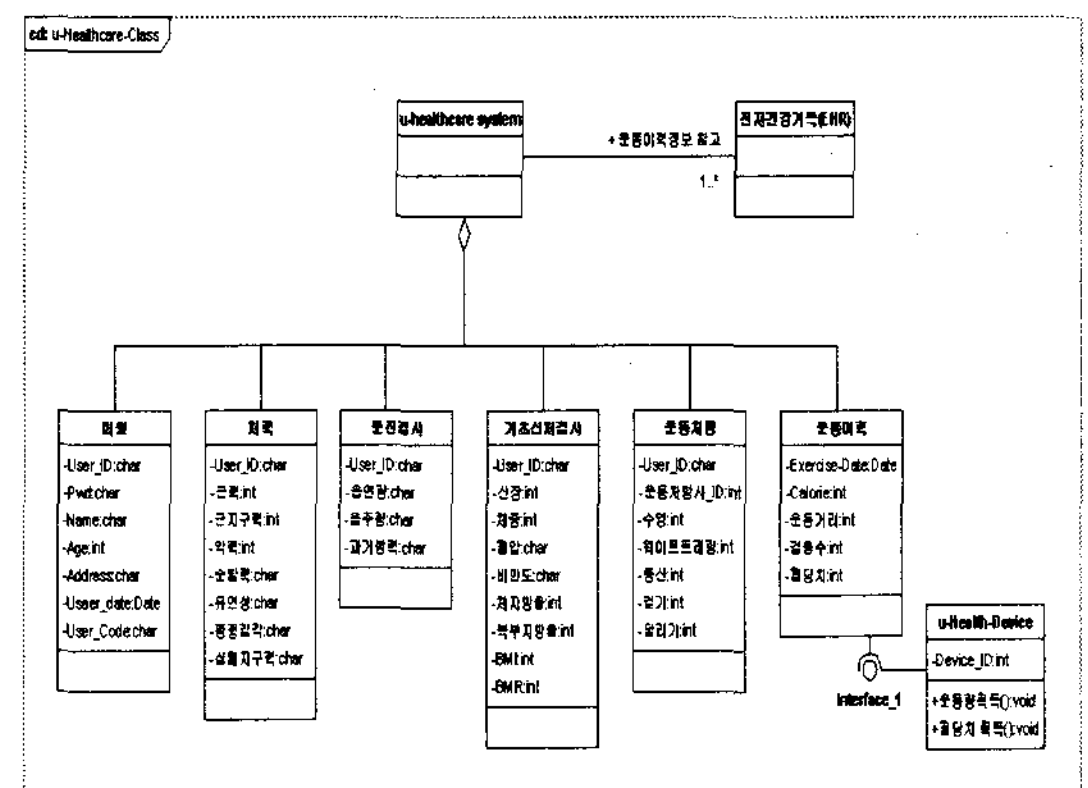 cd: u-Healthcare-Class
u-healthcare system
전자건강기록(EHR)
+ 운동이력정보 참고
1..*
회원
-User_ID:char
-Pwd:char
-Name:char
-Age:int
-Address:char
-Useer_date:Date
-User_Code:char
체력
-User_ID:char
-근력:int
-근지구력:int
-악력:int
-순발력:char
-유연성:char
-평형감각:char
-심폐지구력:char
문진검사
-User_ID:char
-흡연량:char
-음주량:char
-과거병력:char
기초신체검사
-User_ID:char
-신장:int
-체중:int
-혈압:char
-비만도:char
-체지방율:int
-복부지방율:int
-BMI:int
-BMR:int
운동처방
-User_ID:char
-운동처방사_ID:int
-수영:int
-웨이트트레이닝:int
-등산:int
-걷기:int
-달리기:int
운동이력
-Exercise-Date:Date
-Calorie:int
-운동거리:int
-걸음수:int
-혈당치:int
interface_1
u-Health-Device
-Device_ID:int
+운동량획득():void
+혈당치 획득():void